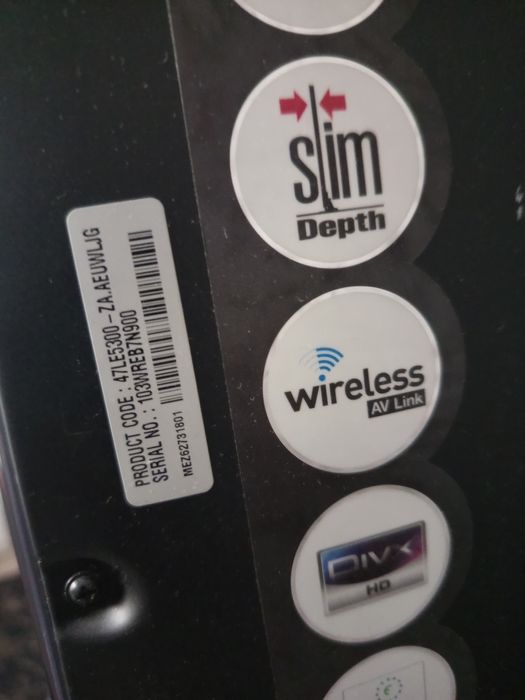 slim
Depth
PRODUCT CODE : 47LE5300-ZA.AEUWLJG
SERIAL NO. : 103WREB7N900
MEZ62731801
wireless
AV Link
DIVX
HD